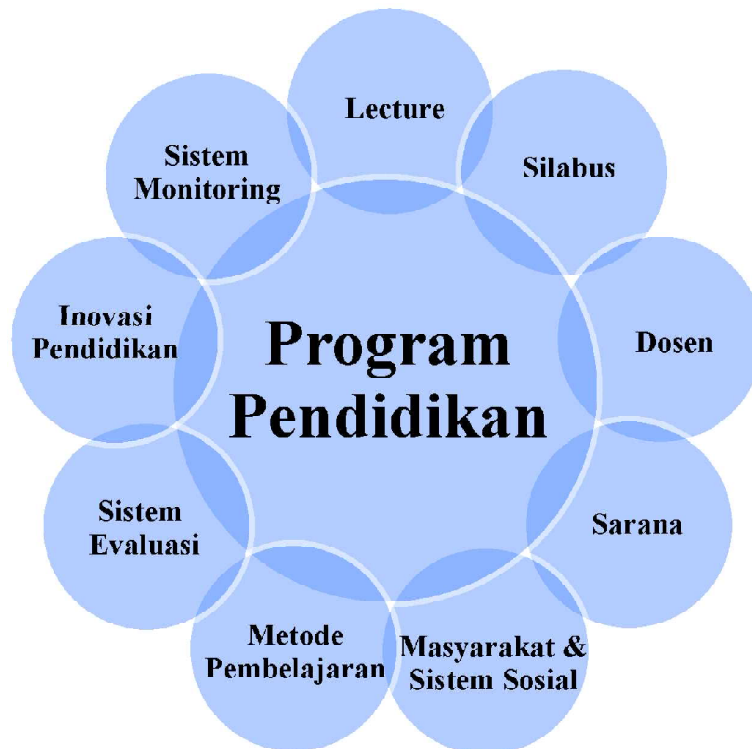 Program
Pendidikan
Lecture
Silabus
Dosen
Sarana
Masyarakat &
Sistem Sosial
Metode
Pembelajaran
Sistem
Evaluasi
Inovasi
Pendidikan
Sistem
Monitoring